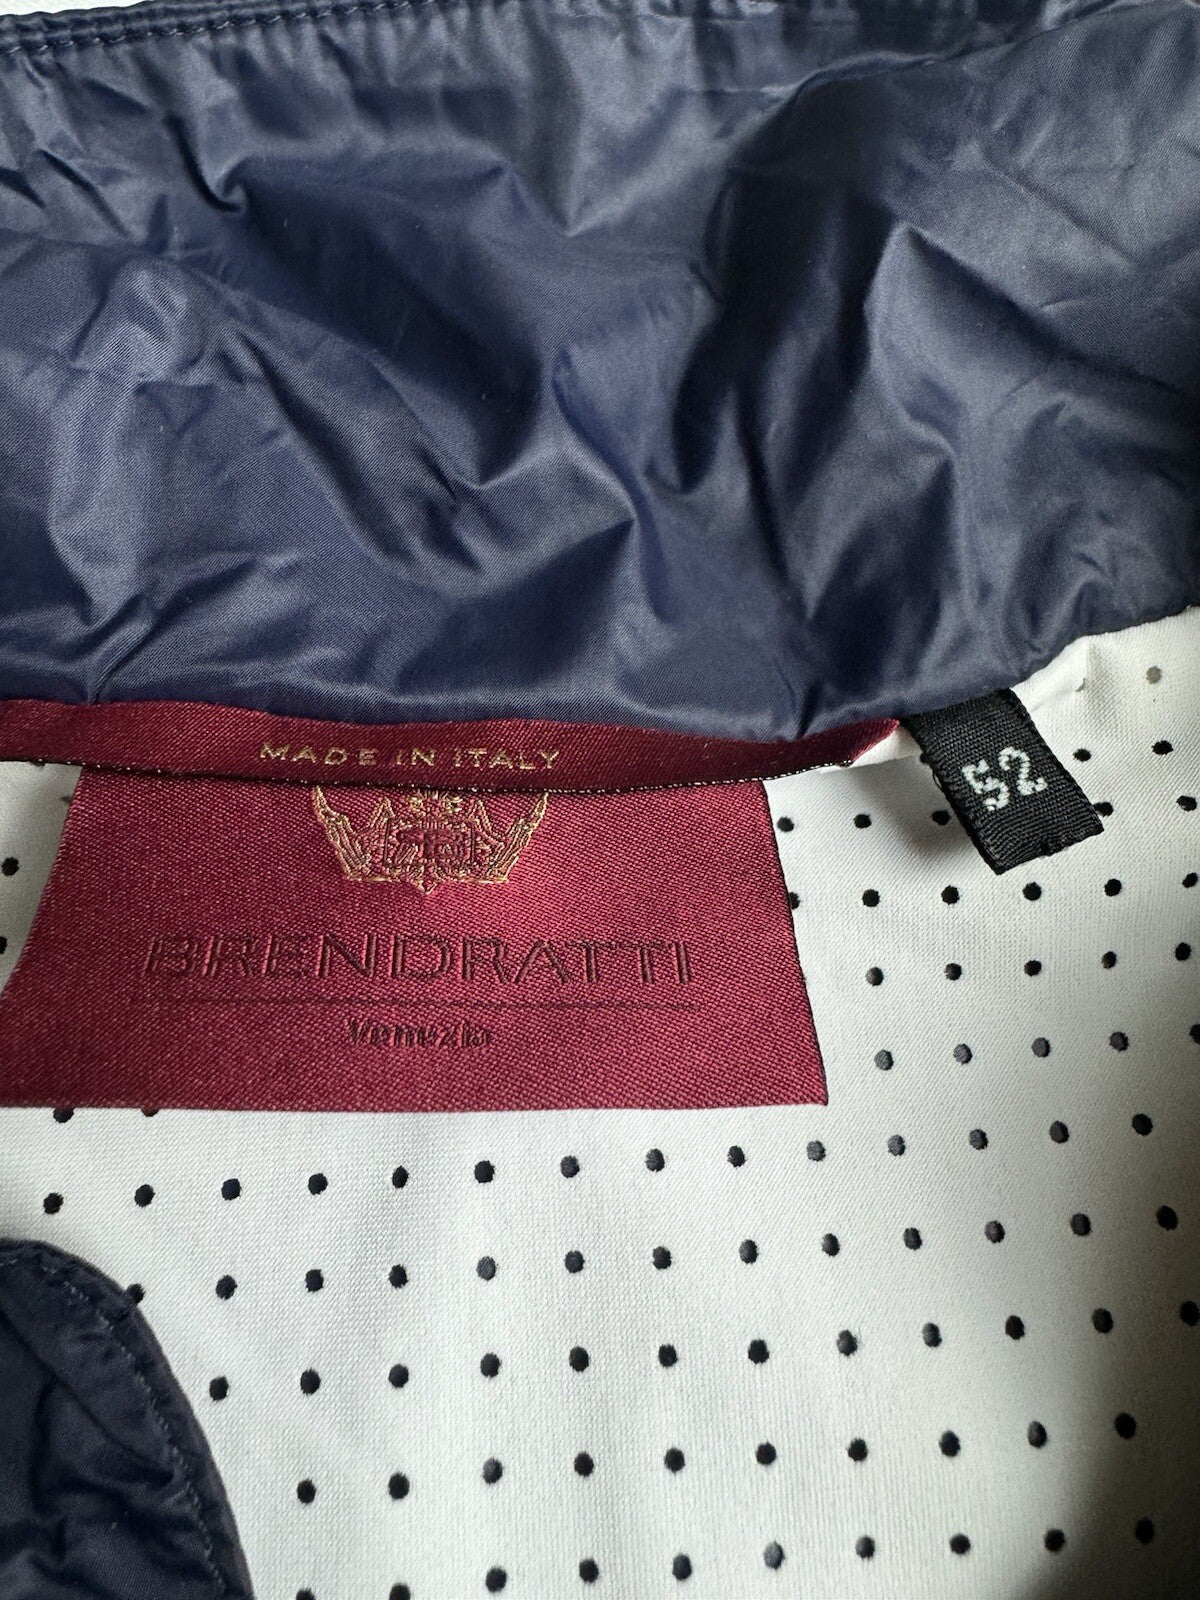 MADE IN ITALY
52
BRENDRATTI
Venezia